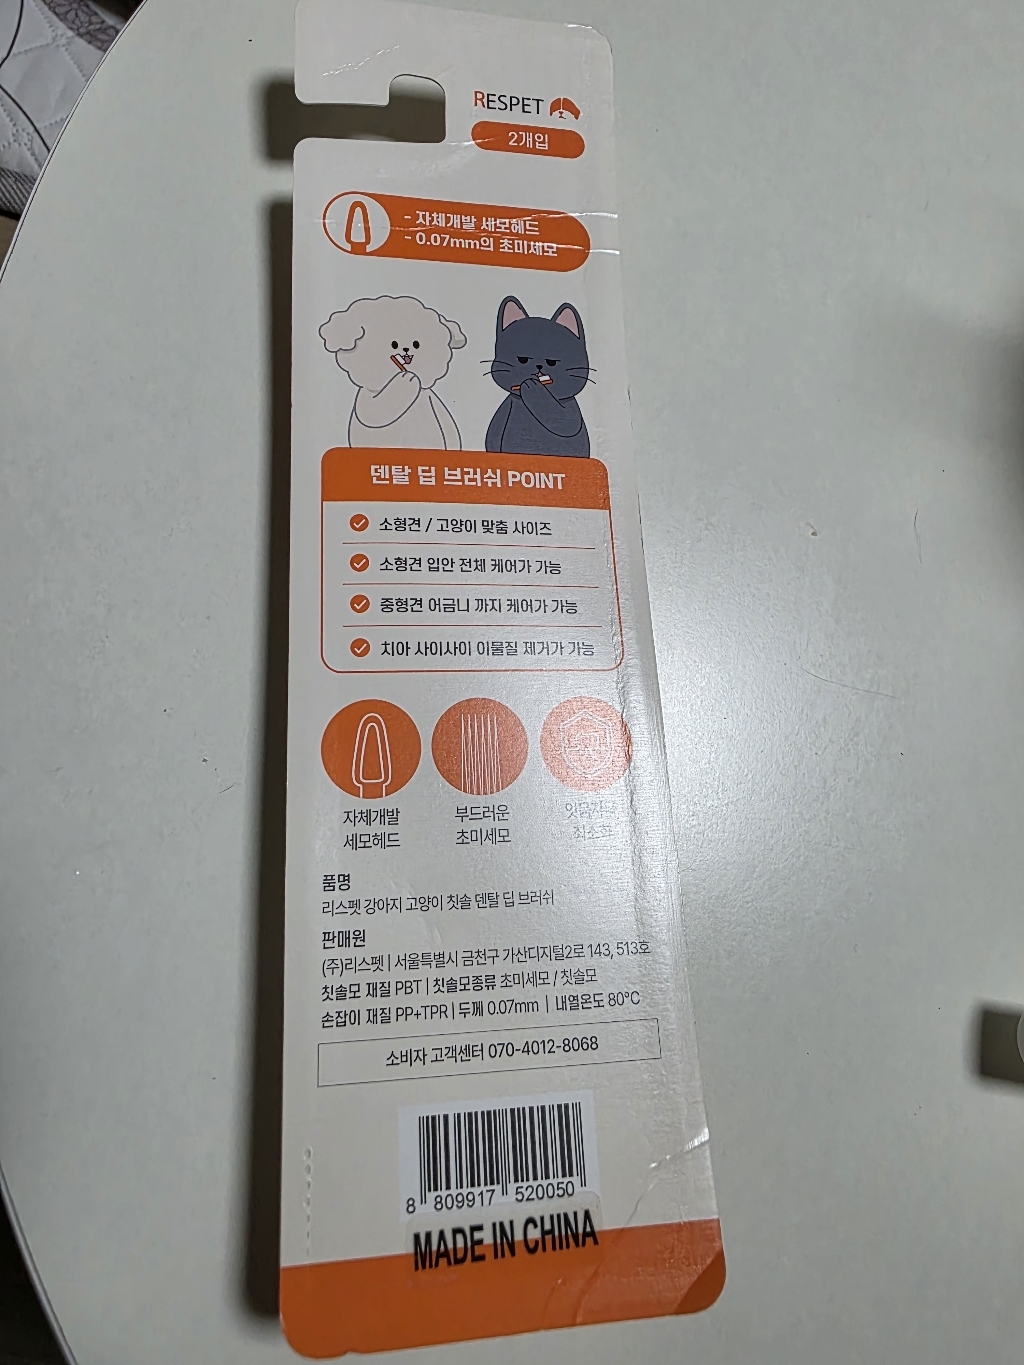 RESPET
2개입
- 자체개발 세모헤드
- 0.07mm의 초미세모
덴탈 딥 브러쉬 POINT
소형견 / 고양이 맞춤 사이즈
소형견 입안 전체 케어가 가능
중형견 어금니 까지 케어가 가능
치아 사이사이 이물질 제거가 가능
자체개발
세모헤드
부드러운
초미세모
잇몸자극
최소화
품명
리스펫 강아지 고양이 칫솔 덴탈 딥 브러쉬
판매원
(주)리스펫 | 서울특별시 금천구 가산디지털2로 143, 513호
칫솔모 재질 PBT | 칫솔모종류 초미세모 / 칫솔모
손잡이 재질 PP+TPR | 두께 0.07mm | 내열온도 80°C
소비자 고객센터 070-4012-8068
8 809917 520050
MADE IN CHINA